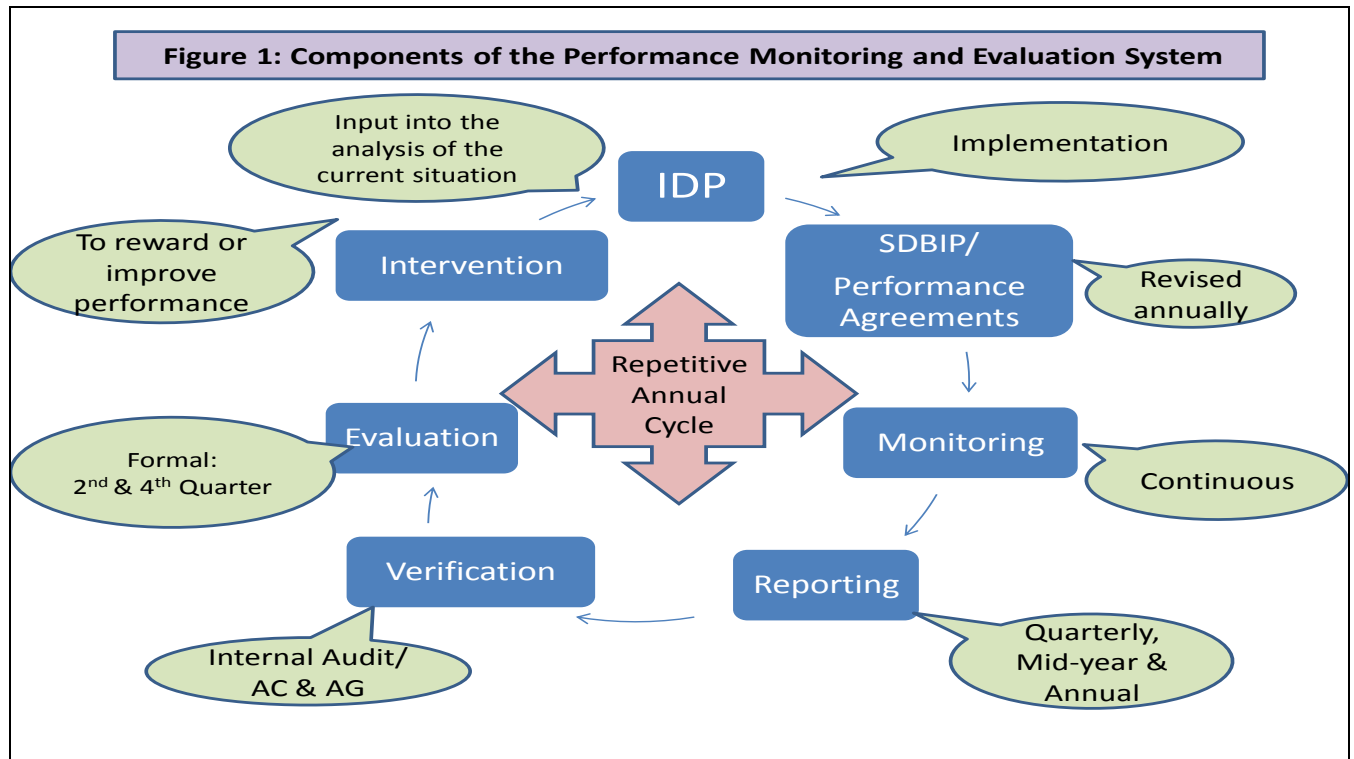 Figure 1: Components of the Performance Monitoring and Evaluation System
Input into the
analysis of the
current situation
IDP
Implementation
To reward or
improve
performance
Intervention
SDBIP/
Performance
Agreements
Revised
annually
Repetitive
Annual
Cycle
Evaluation
Monitoring
Formal:
2nd & 4th Quarter
Continuous
Verification
Reporting
Internal Audit/
AC & AG
Quarterly,
Mid-year &
Annual